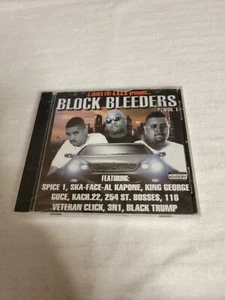 BLOCK BLEEDERS
FEATURING:
SPICE 1, SKA-FACE-AL KAPONE, KING GEORGE
GUCE, KACH.22, 254 ST. BOSSES, 116
VETERAN CLICK, 3N1, BLACK TRUMP